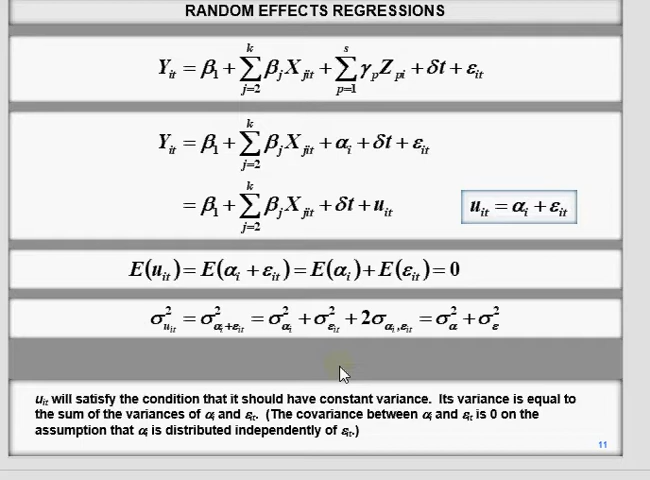 RANDOM EFFECTS REGRESSIONS
Y_it = β_1 + ∑_{j=2}^{k} β_j X_jit + ∑_{p=1}^{s} γ_p Z_pi + δt + ε_it
Y_it = β_1 + ∑_{j=2}^{k} β_j X_jit + α_i + δt + ε_it
= β_1 + ∑_{j=2}^{k} β_j X_jit + δt + u_it
u_it = α_i + ε_it
E(u_it) = E(α_i + ε_it) = E(α_i) + E(ε_it) = 0
σ²_{u_it} = σ²_{α_i+ε_it} = σ²_{α_i} + σ²_{ε_it} + 2σ_{α_i,ε_it} = σ²_α + σ²_ε
u_it will satisfy the condition that it should have constant variance. Its variance is equal to
the sum of the variances of α_i and ε_it. (The covariance between α_i and ε_it is 0 on the
assumption that α_i is distributed independently of ε_it.)
11